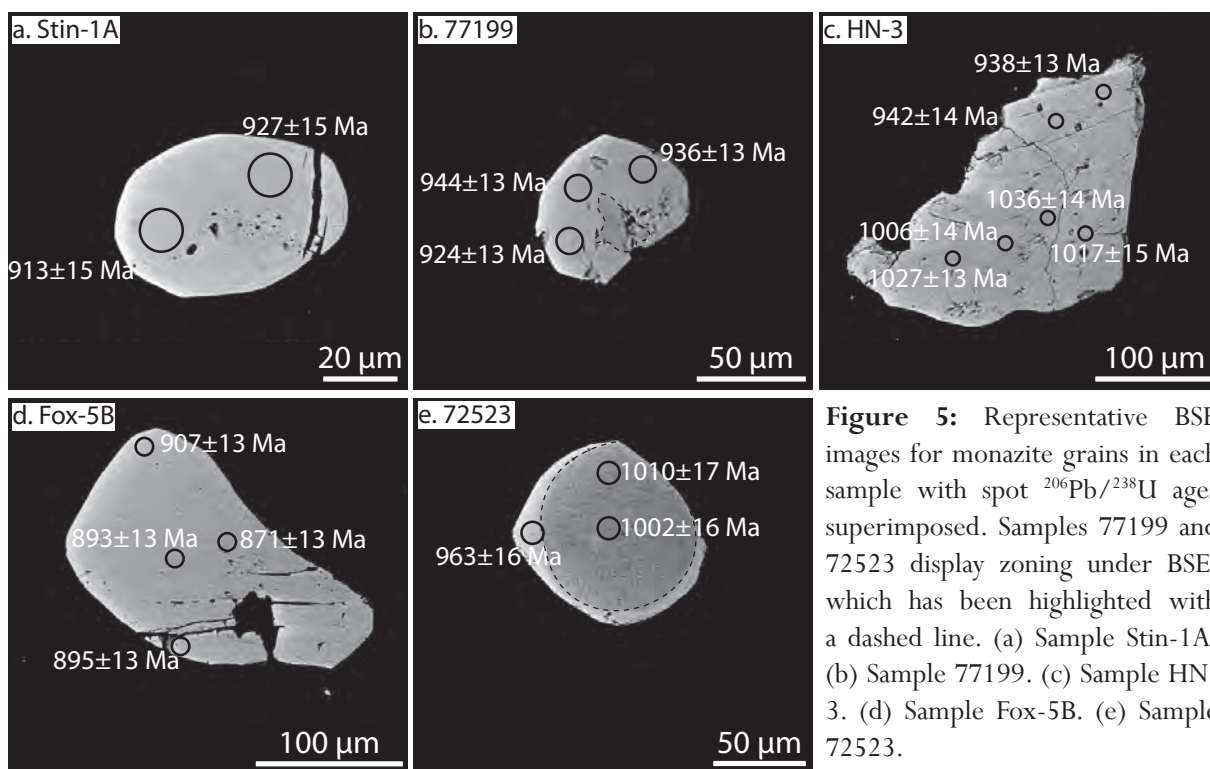 a. Stin-1A
927±15 Ma
913±15 Ma
20 µm
b. 77199
936±13 Ma
944±13 Ma
924±13 Ma
50 µm
c. HN-3
938±13 Ma
942±14 Ma
1036±14 Ma
1006±14 Ma
1017±15 Ma
1027±13 Ma
100 µm
d. Fox-5B
907±13 Ma
893±13 Ma
871±13 Ma
895±13 Ma
100 µm
e. 72523
1010±17 Ma
1002±16 Ma
963±16 Ma
50 µm
Figure 5: Representative BSE
images for monazite grains in each
sample with spot ²⁰⁶Pb/²³⁸U ages
superimposed. Samples 77199 and
72523 display zoning under BSE,
which has been highlighted with
a dashed line. (a) Sample Stin-1A.
(b) Sample 77199. (c) Sample HN-
3. (d) Sample Fox-5B. (e) Sample
72523.